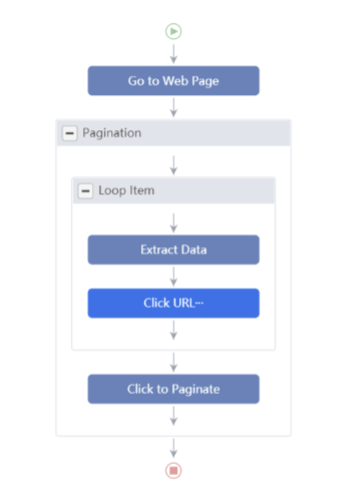 Go to Web Page
Pagination
Loop Item
Extract Data
Click URL···
Click to Paginate